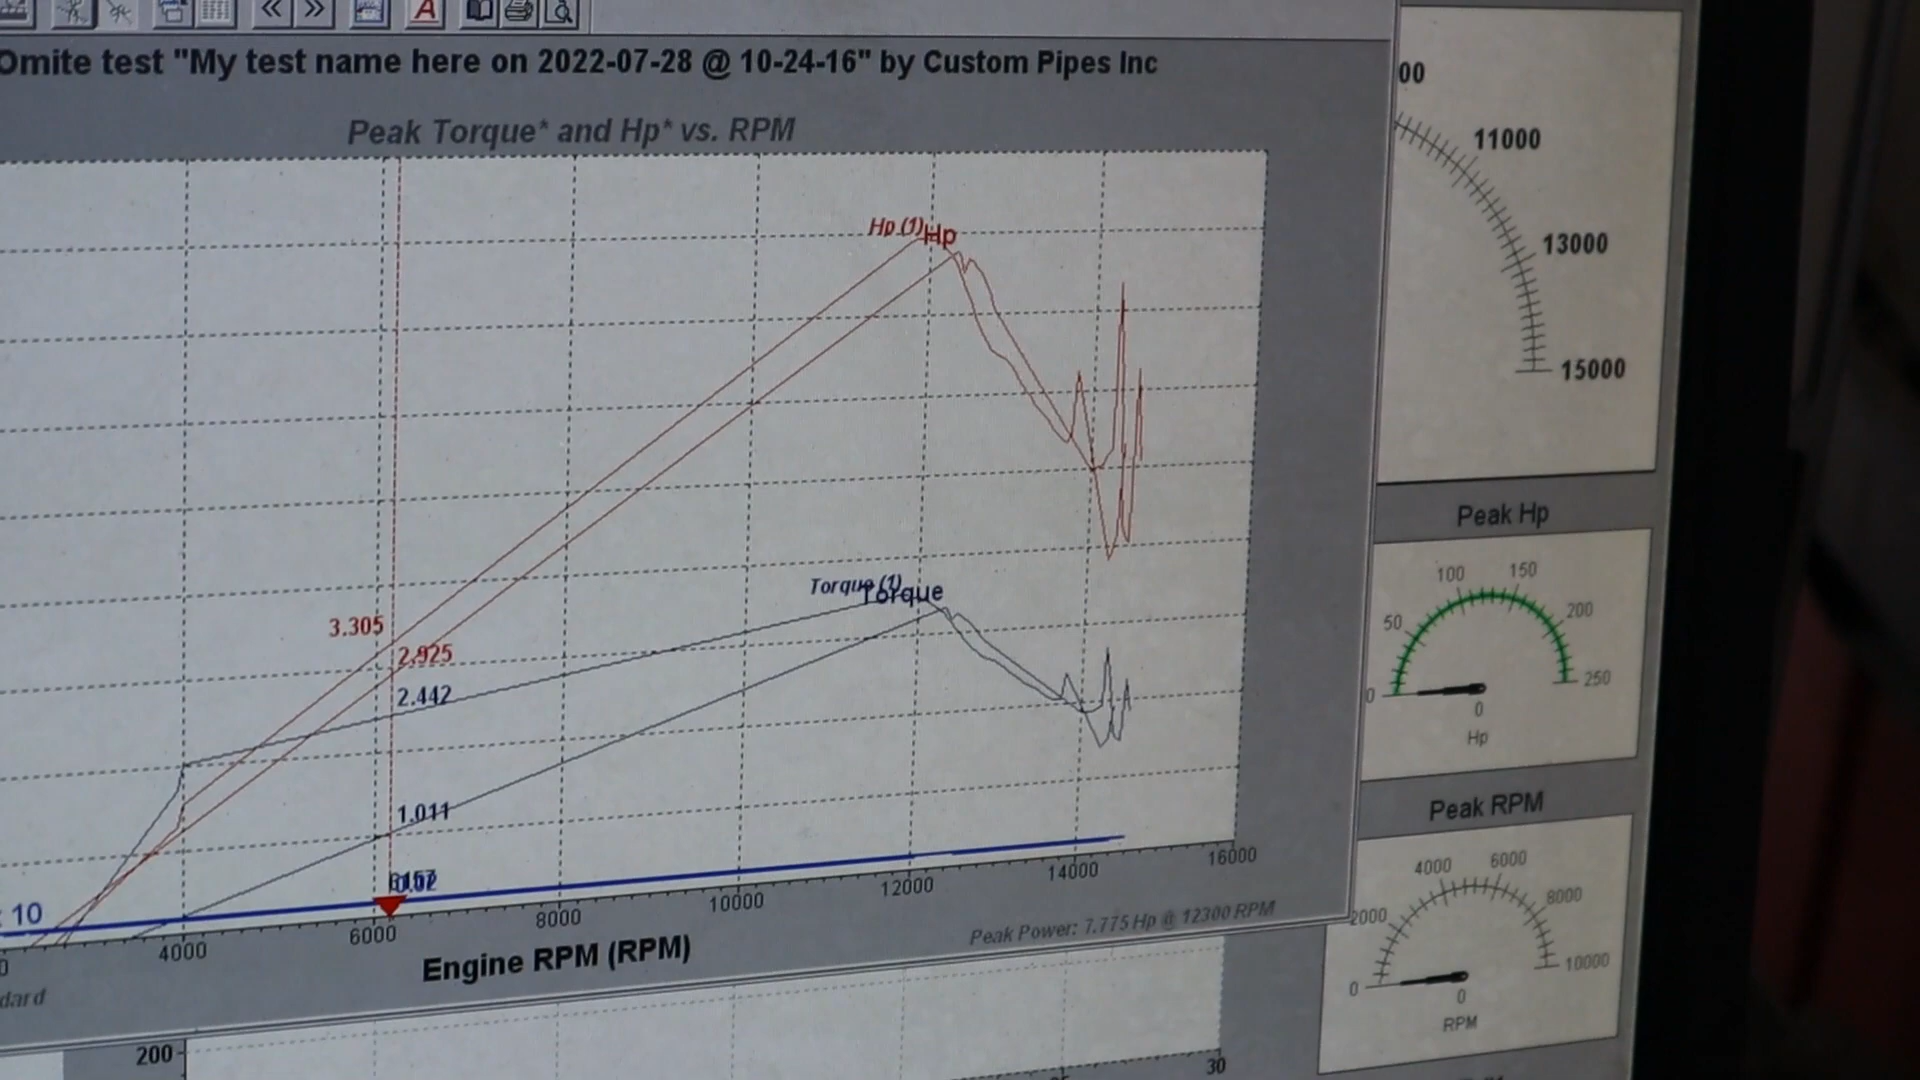 Omite test "My test name here on 2022-07-28 @ 10-24-16" by Custom Pipes Inc
Peak Torque* and Hp* vs. RPM
00
11000
13000
15000
Hp (1)
Hp
Torque (1)
Torque
3.305
2.925
2.442
1.011
10
4000
6000
8000
10000
12000
14000
16000
Engine RPM (RPM)
Peak Power: 7.775 Hp @ 12300 RPM
dard
200
30
Peak Hp
0
50
100
150
200
250
0
Hp
Peak RPM
0
2000
4000
6000
8000
10000
0
RPM